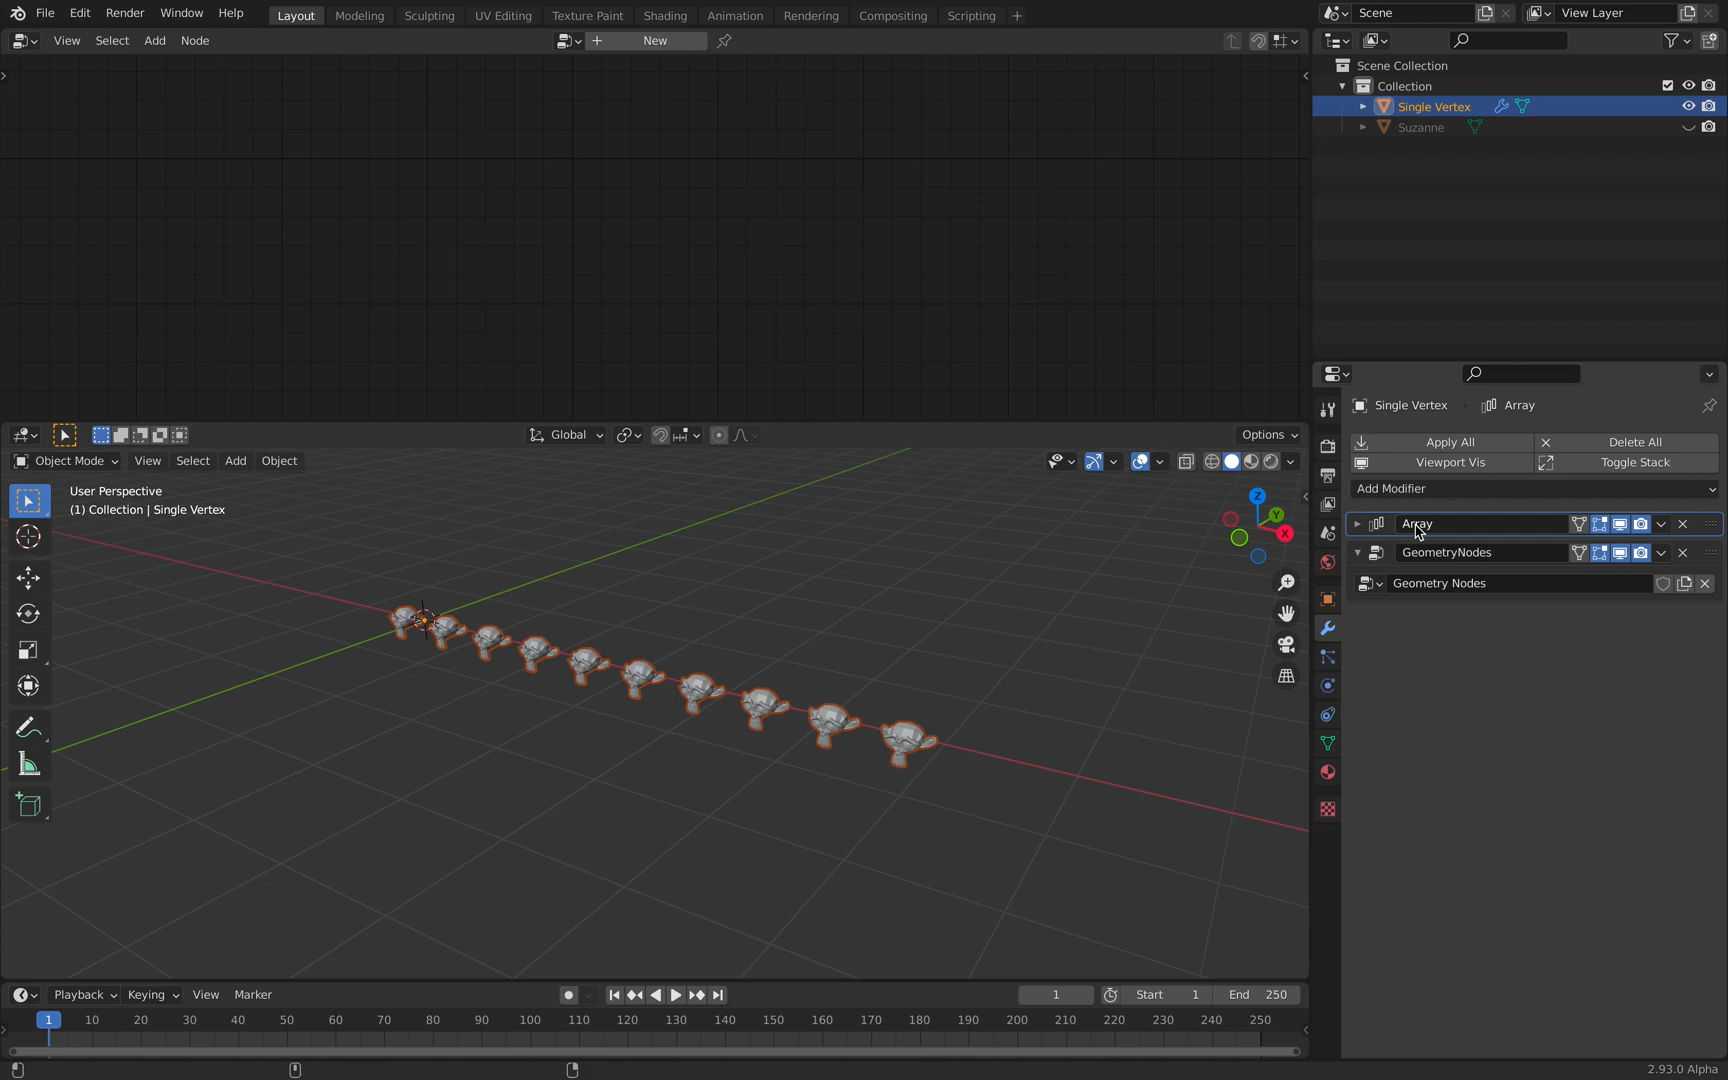 File Edit Render Window Help Layout Modeling Sculpting UV Editing Texture Paint Shading Animation Rendering Compositing Scripting + Scene View Layer
View Select Add Node + New
Scene Collection
Collection
Single Vertex
Suzanne
Single Vertex Array
Apply All Delete All
Viewport Vis Toggle Stack
Add Modifier
Array
GeometryNodes
Geometry Nodes
Global Options
Object Mode View Select Add Object
User Perspective
(1) Collection | Single Vertex
Z
Y
X
Playback Keying View Marker 1 Start 1 End 250
1 10 20 30 40 50 60 70 80 90 100 110 120 130 140 150 160 170 180 190 200 210 220 230 240 250
2.93.0 Alpha